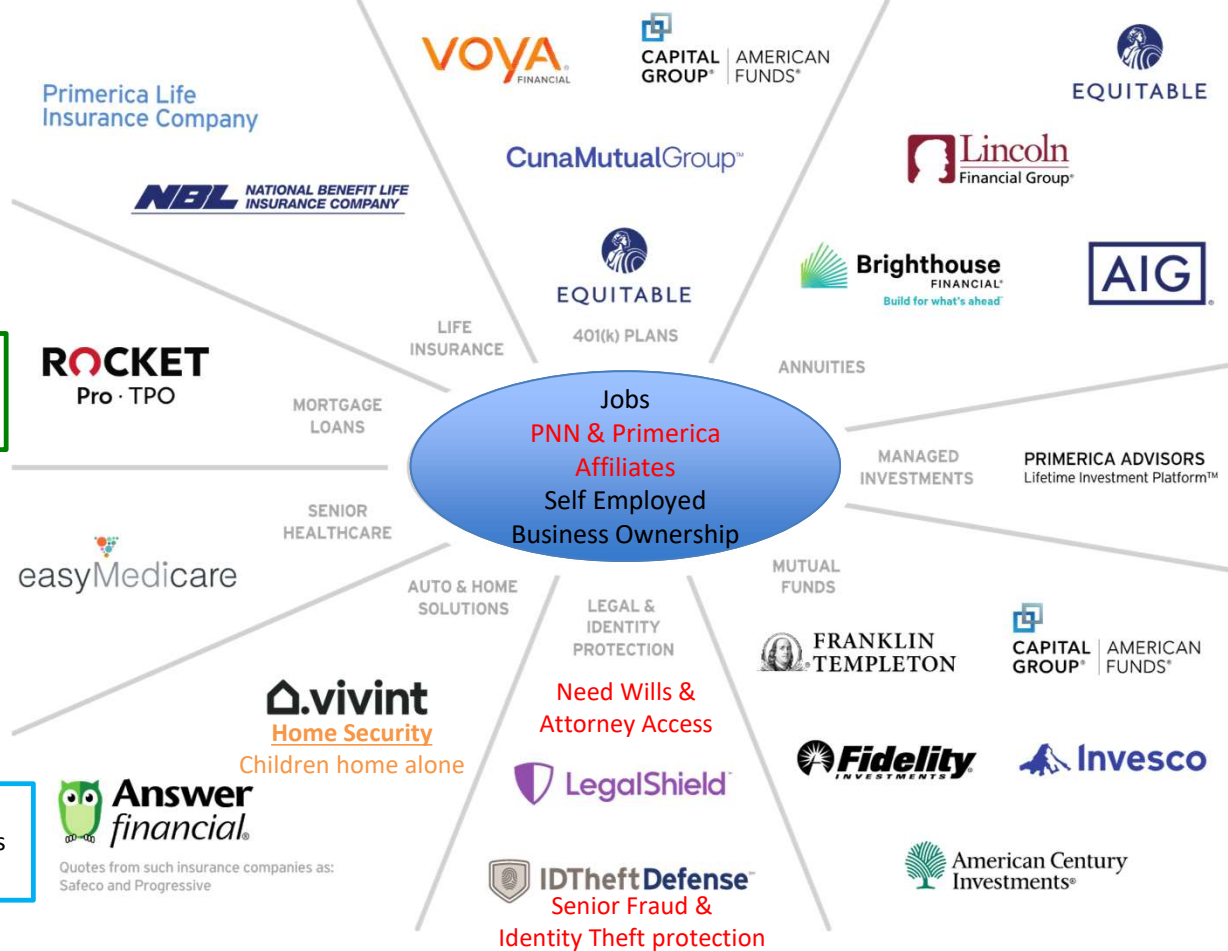 VOYA
FINANCIAL
CAPITAL GROUP® | AMERICAN FUNDS®
EQUITABLE
Primerica Life
Insurance Company
CunaMutualGroup™
Lincoln
Financial Group®
NBL NATIONAL BENEFIT LIFE
INSURANCE COMPANY
EQUITABLE
Brighthouse
FINANCIAL®
Build for what's ahead
AIG
LIFE
INSURANCE
401(k) PLANS
ANNUITIES
ROCKET
Pro · TPO
MORTGAGE
LOANS
Jobs
PNN & Primerica
Affiliates
Self Employed
Business Ownership
MANAGED
INVESTMENTS
PRIMERICA ADVISORS
Lifetime Investment Platform™
SENIOR
HEALTHCARE
easyMedicare
AUTO & HOME
SOLUTIONS
LEGAL &
IDENTITY
PROTECTION
MUTUAL
FUNDS
FRANKLIN
TEMPLETON
CAPITAL GROUP® | AMERICAN FUNDS®
vivint
Home Security
Children home alone
Need Wills &
Attorney Access
LegalShield
Fidelity
INVESTMENTS
Invesco
Answer
financial®
Quotes from such insurance companies as:
Safeco and Progressive
s
IDTheftDefense
Senior Fraud &
Identity Theft protection
American Century
Investments®